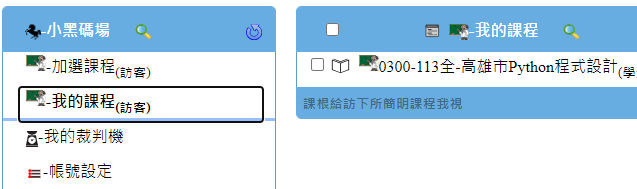 -小黑碼場
-加選課程(訪客)
-我的課程(訪客)
-我的裁判機
-帳號設定
-我的課程
0300-113全-高雄市Python程式設計(學
課根給訪下所簡明課程我視